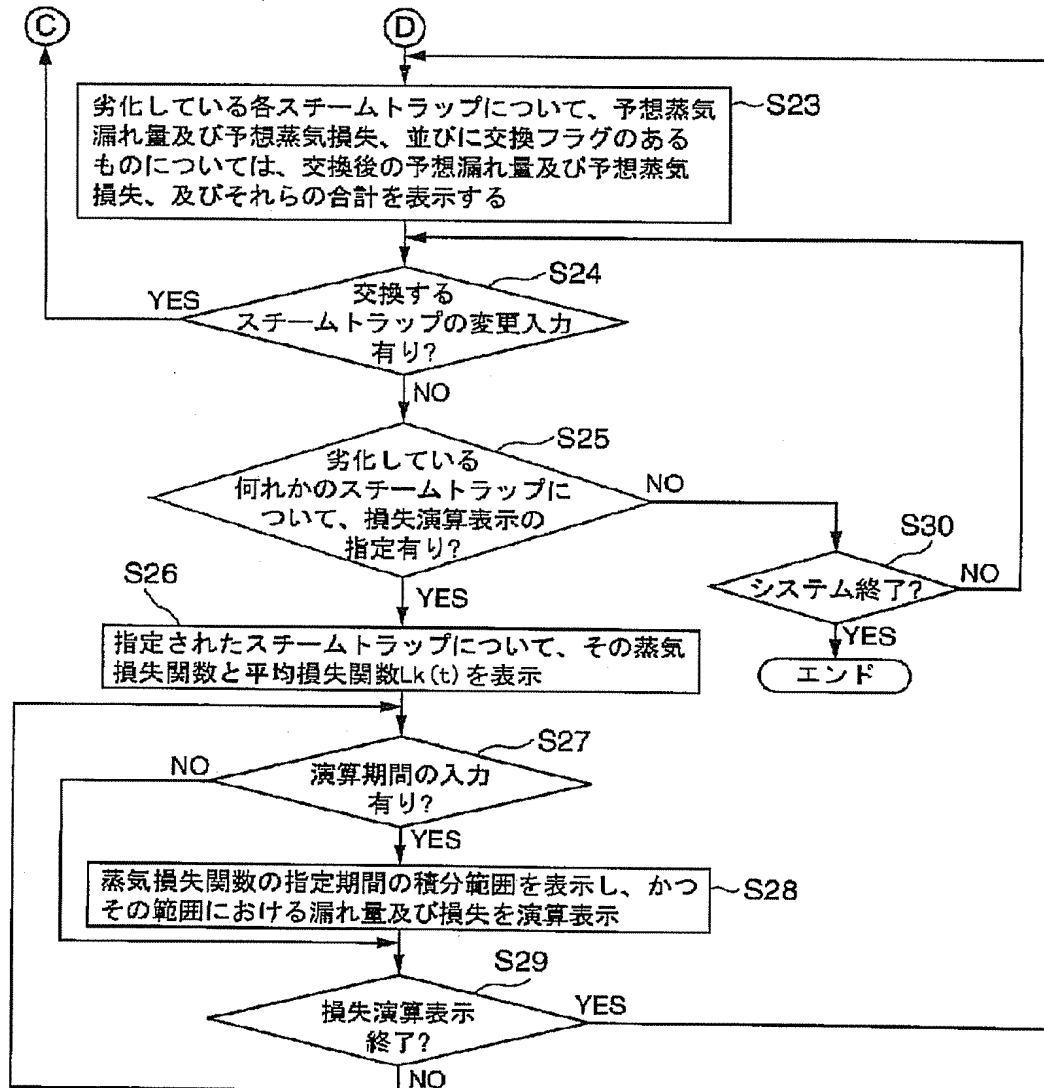 C
D
劣化している各スチームトラップについて、予想蒸気
漏れ量及び予想蒸気損失、並びに交換フラグのある
ものについては、交換後の予想漏れ量及び予想蒸気
損失、及びそれらの合計を表示する
S23
S24
YES
交換する
スチームトラップの変更入力
有り?
NO
S25
劣化している
何れかのスチームトラップに
ついて、損失演算表示の
指定有り?
NO
S30
システム終了?
NO
YES
エンド
YES
S26
指定されたスチームトラップについて、その蒸気
損失関数と平均損失関数Lk(t)を表示
S27
NO
演算期間の入力
有り?
YES
蒸気損失関数の指定期間の積分範囲を表示し、かつ
その範囲における漏れ量及び損失を演算表示
S28
S29
損失演算表示
終了?
YES
NO